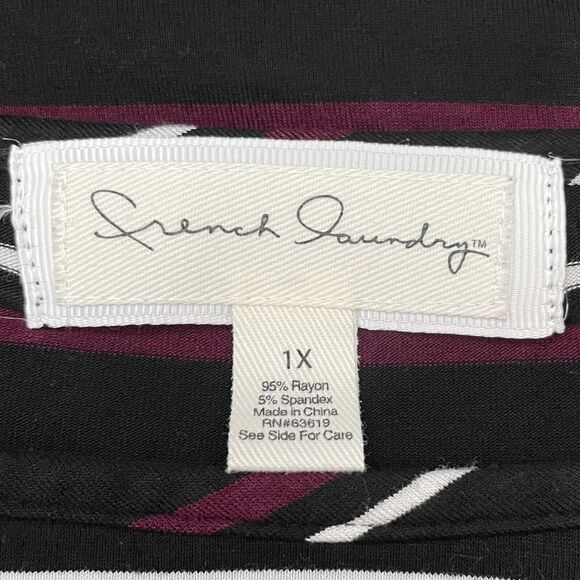 French Laundry™
1X
95% Rayon
5% Spandex
Made in China
RN#63619
See Side For Care